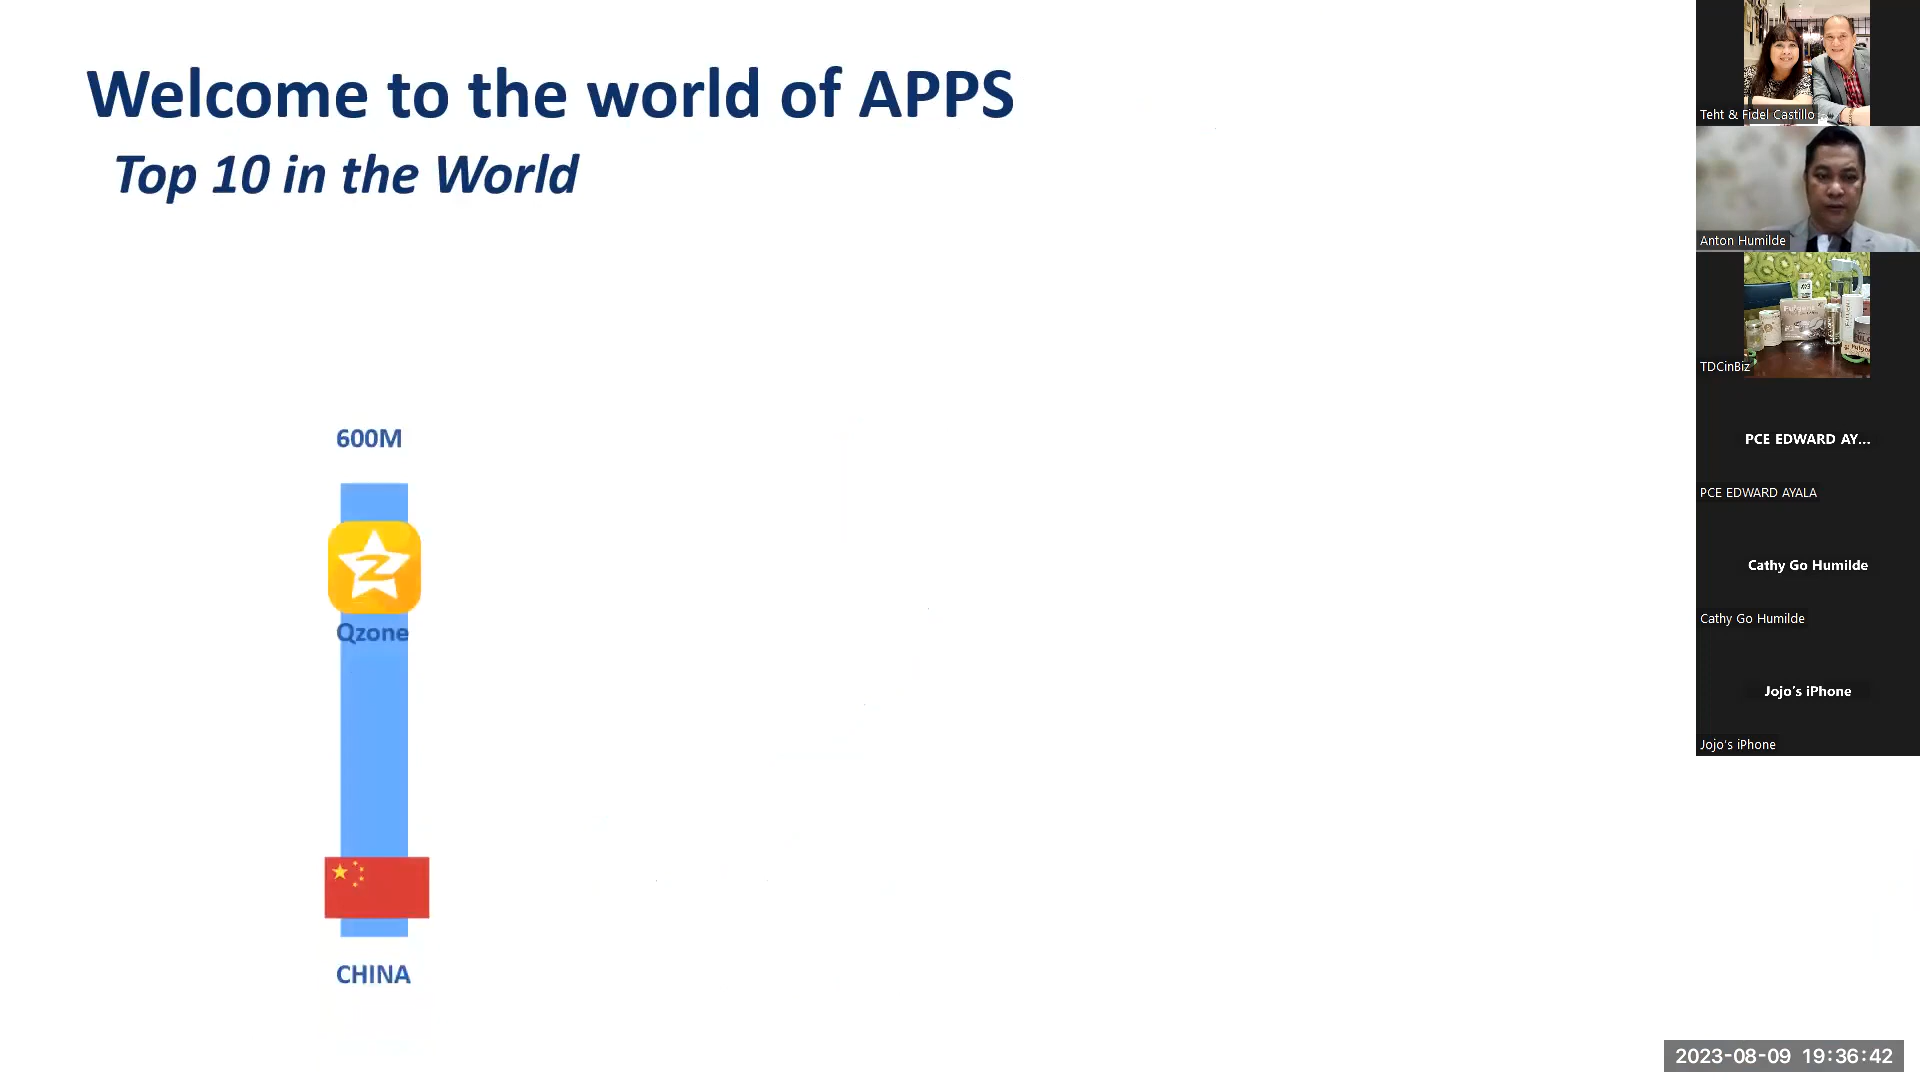 Welcome to the world of APPS
Top 10 in the World
600M
Qzone
CHINA
Teht & Fidel Castillo
Anton Humilde
TDCinBiz
PCE EDWARD AY...
PCE EDWARD AYALA
Cathy Go Humilde
Cathy Go Humilde
Jojo's iPhone
Jojo's iPhone
2023-08-09 19:36:42